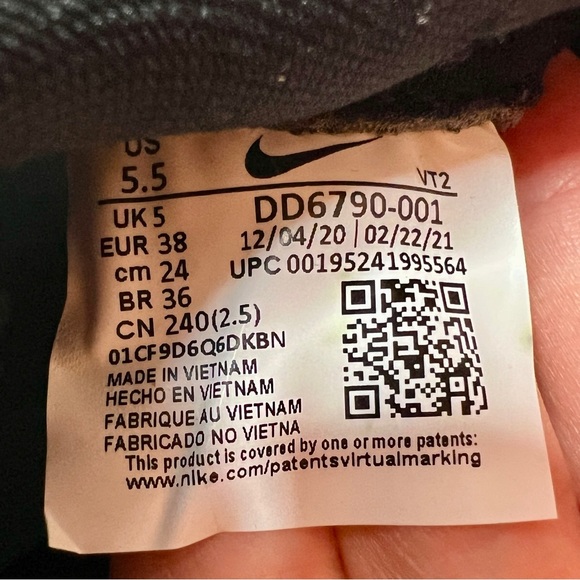 US
5.5
VT2
UK 5
DD6790-001
EUR 38
12/04/20 | 02/22/21
cm 24
UPC 00195241995564
BR 36
CN 240(2.5)
01CF9D6Q6DKBN
MADE IN VIETNAM
HECHO EN VIETNAM
FABRIQUE AU VIETNAM
FABRICADO NO VIETNA
This product is covered by one or more patents:
www.nike.com/patentsvirtualmarking